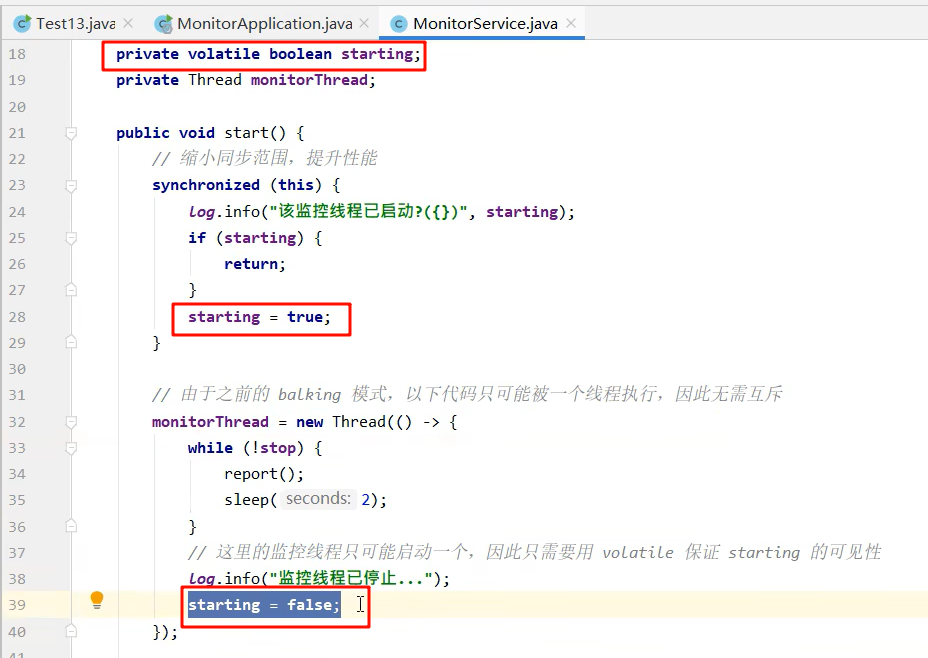 Test13.java MonitorApplication.java MonitorService.java
18 private volatile boolean starting;
19 private Thread monitorThread;
20
21 public void start() {
22 // 缩小同步范围，提升性能
23 synchronized (this) {
24 log.info("该监控线程已启动?({})", starting);
25 if (starting) {
26 return;
27 }
28 starting = true;
29 }
30
31 // 由于之前的 balking 模式，以下代码只可能被一个线程执行，因此无需互斥
32 monitorThread = new Thread(() -> {
33 while (!stop) {
34 report();
35 sleep( seconds: 2);
36 }
37 // 这里的监控线程只可能启动一个，因此只需要用 volatile 保证 starting 的可见性
38 log.info("监控线程已停止...");
39 starting = false;
40 });
41